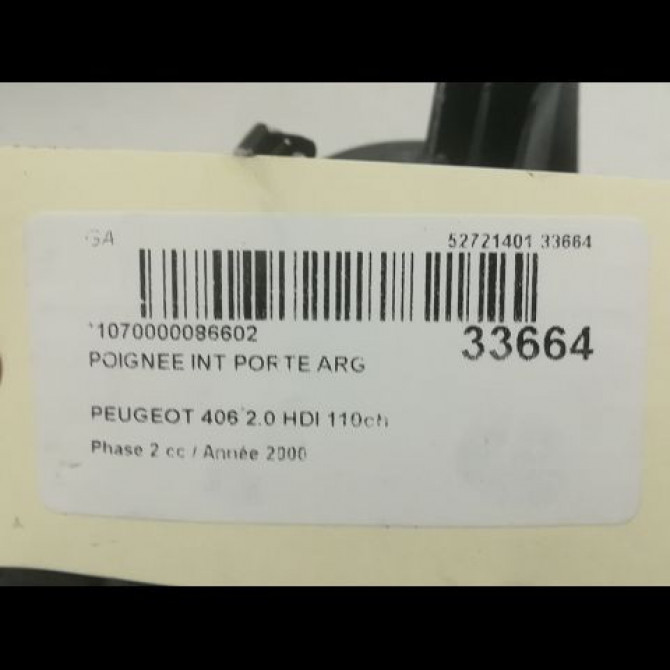 GA 52721401 33664
*1070000086602
33664
POIGNEE INT PORTE ARG
PEUGEOT 406 2.0 HDI 110ch
Phase 2 cc / Année 2000